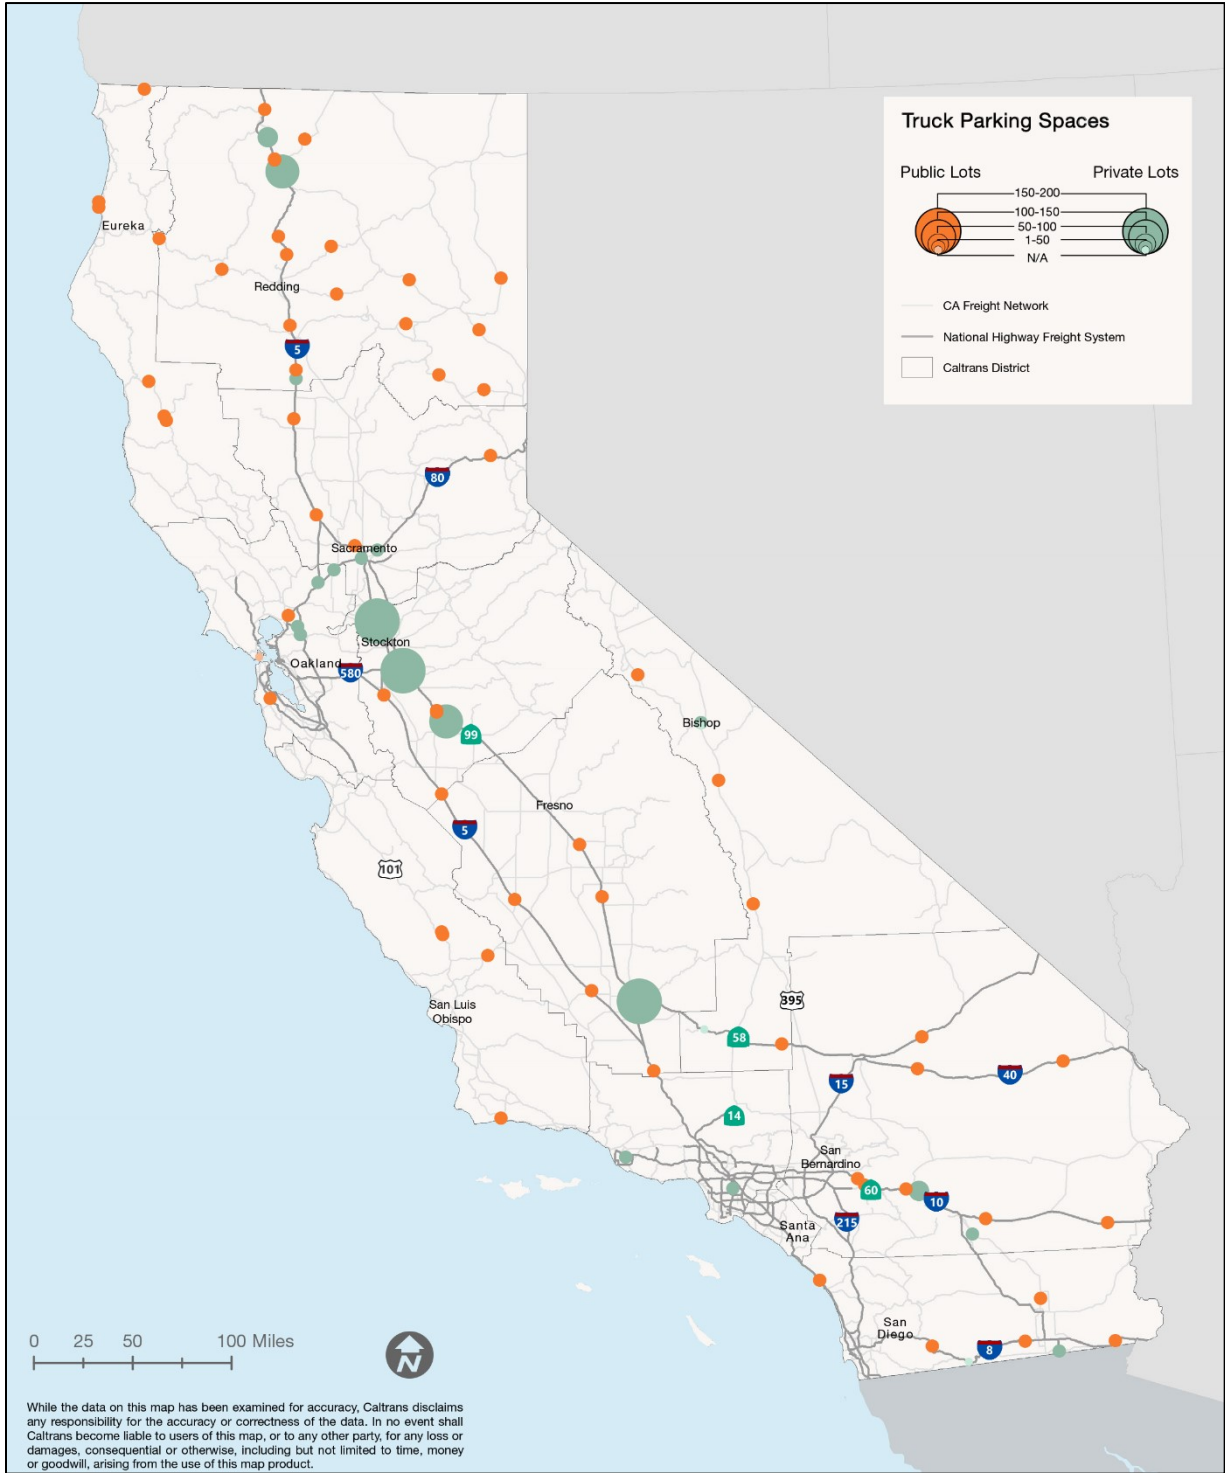 Truck Parking Spaces
Public Lots
Private Lots
150-200
100-150
50-100
1-50
N/A
CA Freight Network
National Highway Freight System
Caltrans District
Eureka
Redding
5
80
Sacramento
Stockton
Oakland
580
99
Bishop
Fresno
5
101
San Luis
Obispo
395
58
15
40
14
San
Bernardino
60
10
215
Santa
Ana
San
Diego
8
0 25 50 100 Miles
N
While the data on this map has been examined for accuracy, Caltrans disclaims
any responsibility for the accuracy or correctness of the data. In no event shall
Caltrans become liable to users of this map, or to any other party, for any loss or
damages, consequential or otherwise, including but not limited to time, money
or goodwill, arising from the use of this map product.